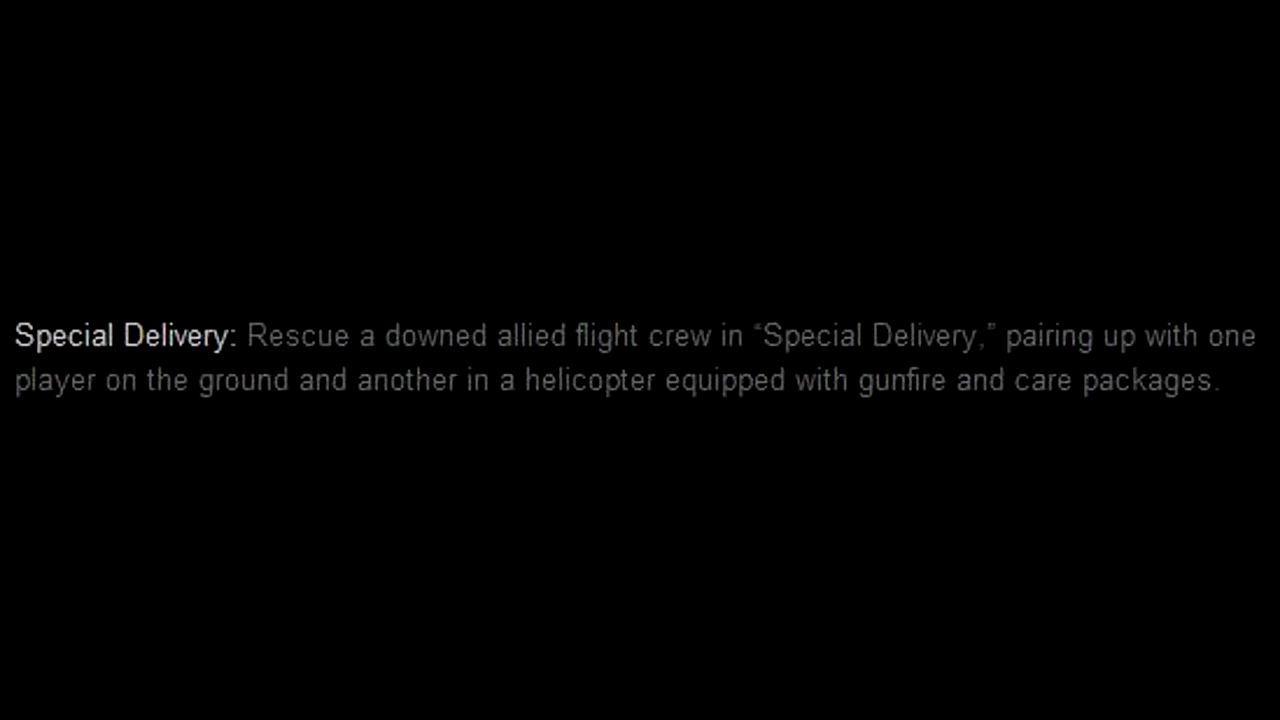 Special Delivery: Rescue a downed allied flight crew in “Special Delivery,” pairing up with one
player on the ground and another in a helicopter equipped with gunfire and care packages.